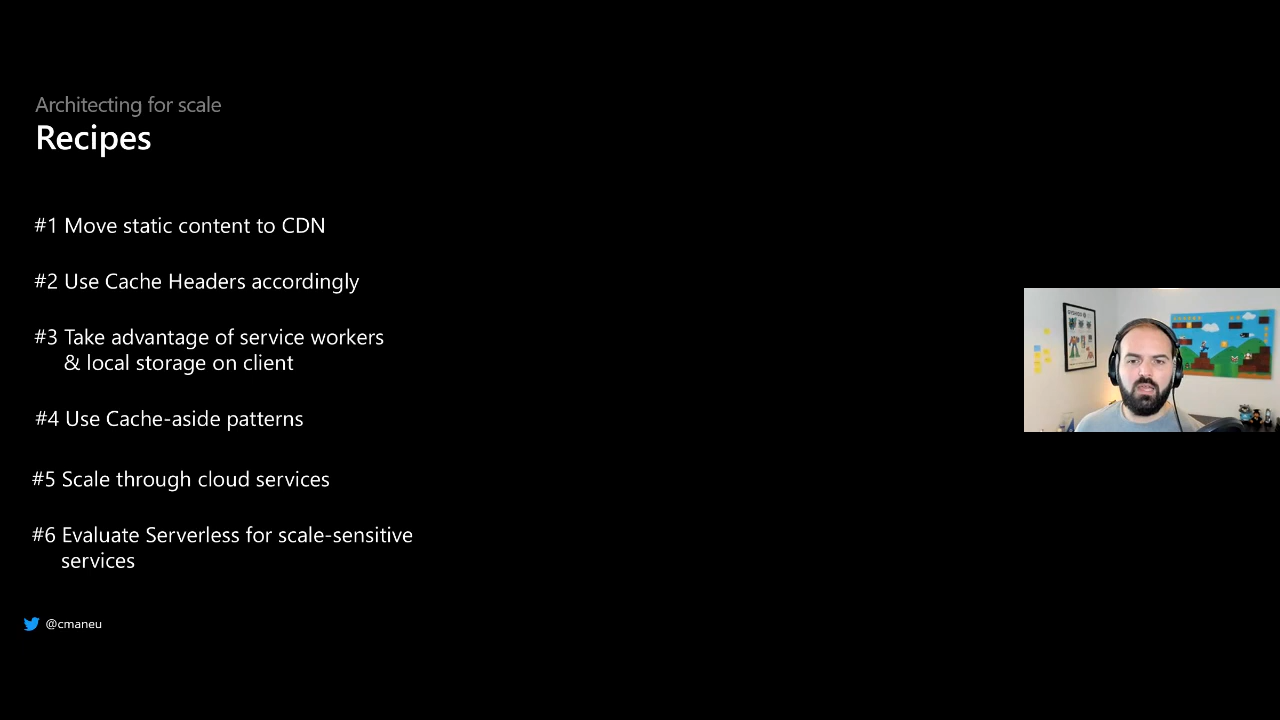 Architecting for scale
Recipes
#1 Move static content to CDN
#2 Use Cache Headers accordingly
#3 Take advantage of service workers
& local storage on client
#4 Use Cache-aside patterns
#5 Scale through cloud services
#6 Evaluate Serverless for scale-sensitive
services
@cmaneu